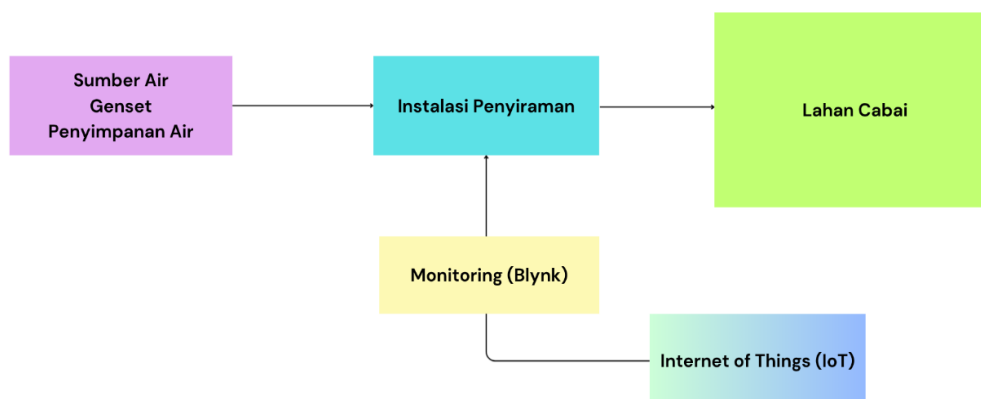 Sumber Air
Genset
Penyimpanan Air
Instalasi Penyiraman
Lahan Cabai
Monitoring (Blynk)
Internet of Things (IoT)